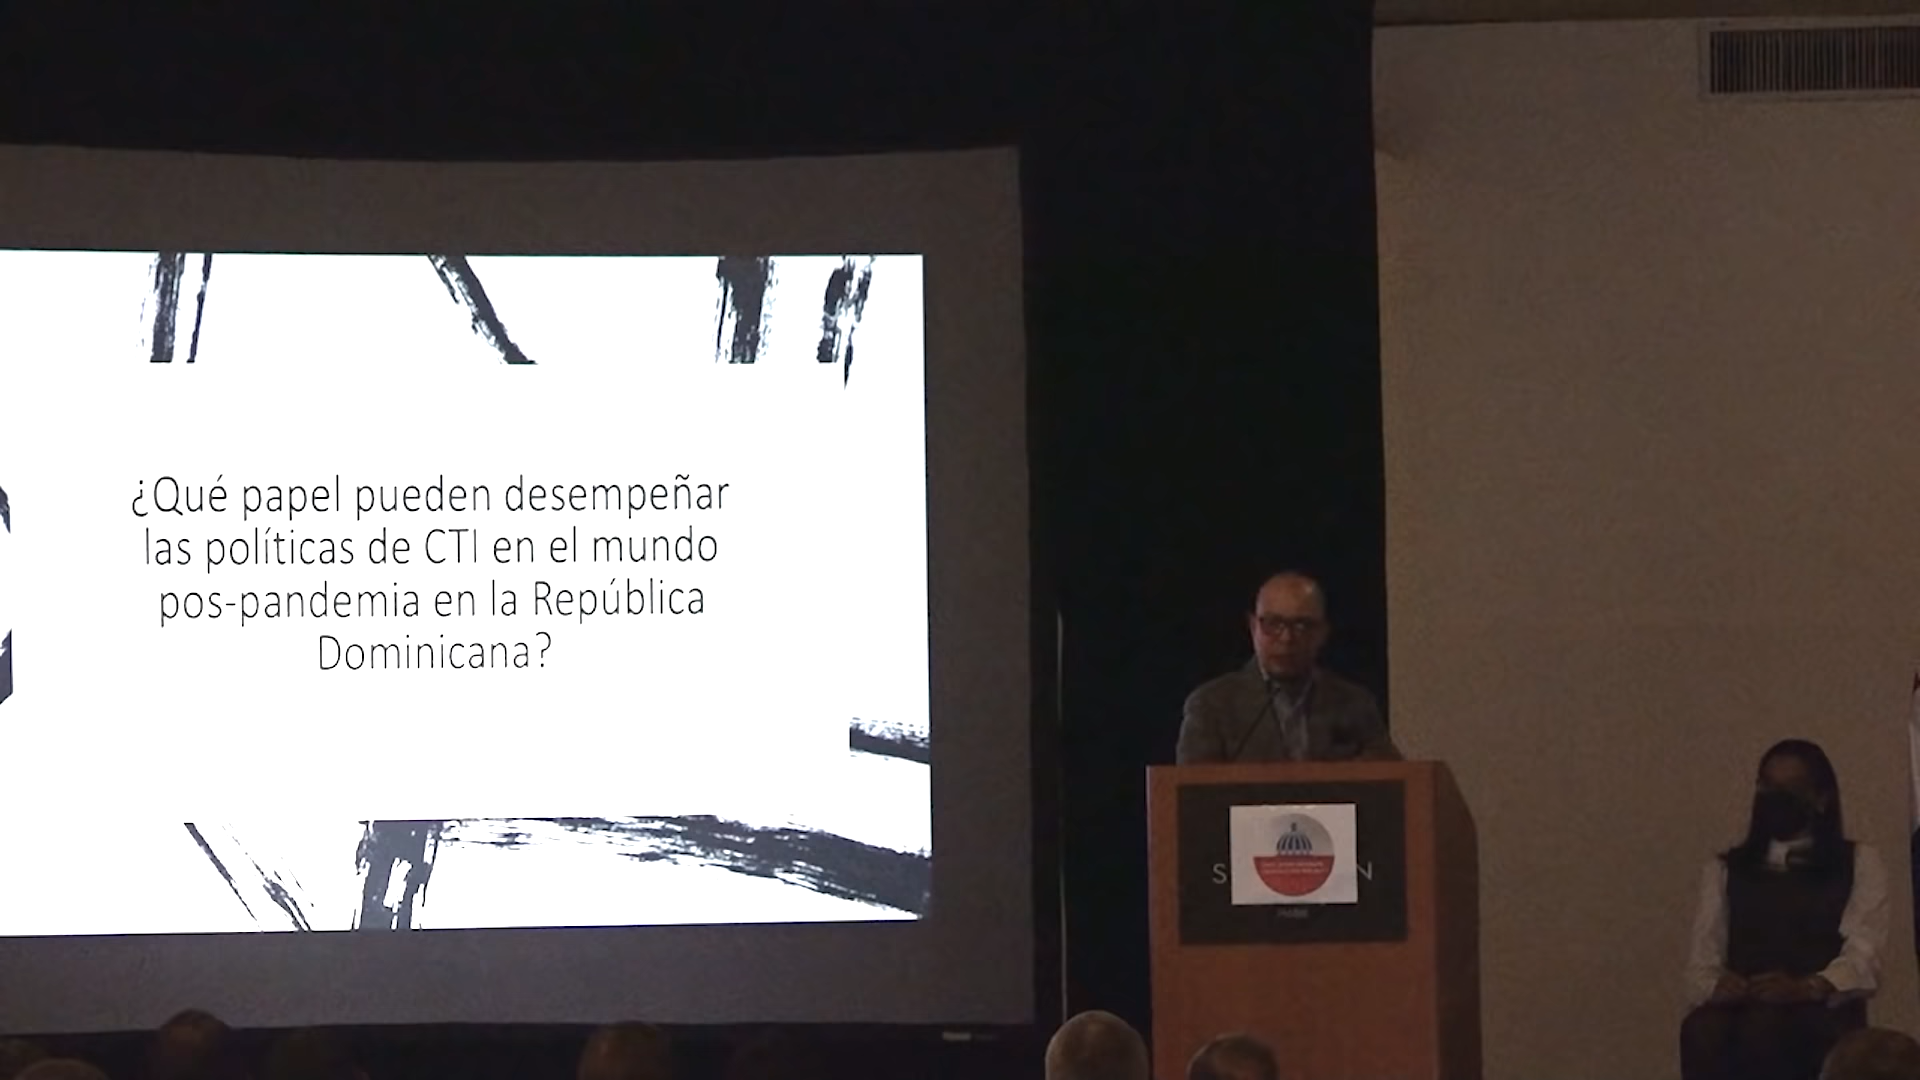 ¿Qué papel pueden desempeñar
las políticas de CTI en el mundo
pos-pandemia en la República
Dominicana?